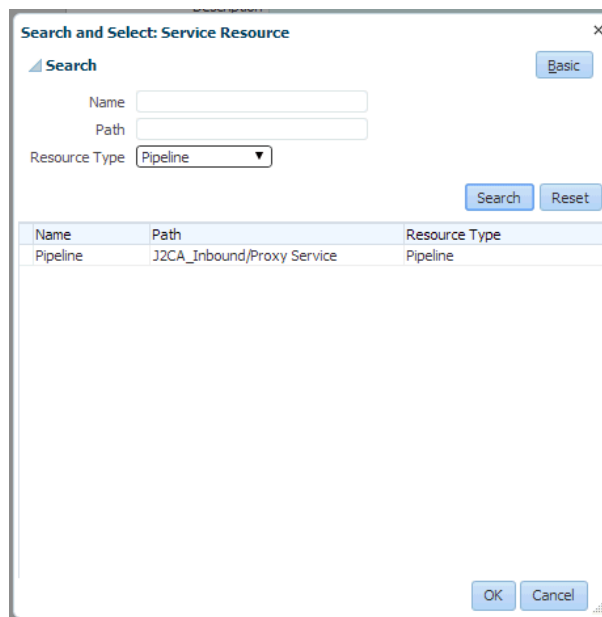 Description
Search and Select: Service Resource
Search
Basic
Name
Path
Resource Type Pipeline
Search Reset
Name Path Resource Type
Pipeline J2CA_Inbound/Proxy Service Pipeline
OK Cancel